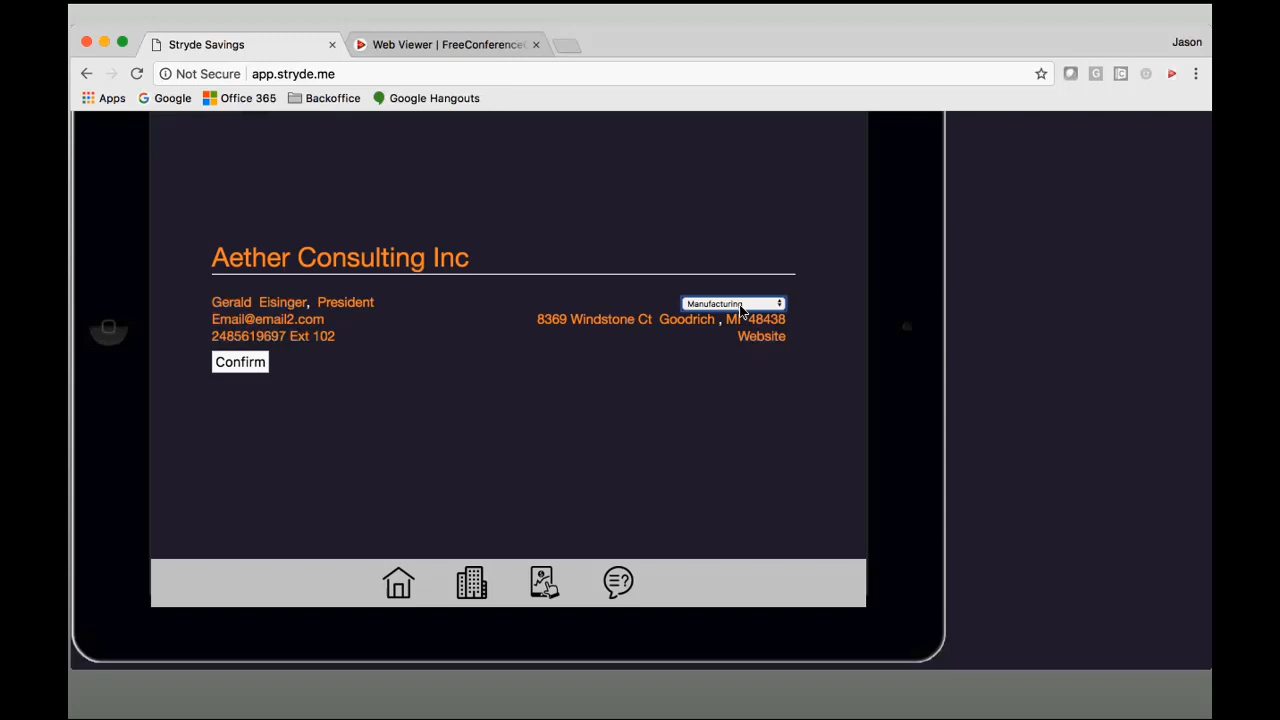 Stryde Savings
Web Viewer | FreeConference
Jason
Not Secure app.stryde.me
Apps Google Office 365 Backoffice Google Hangouts
Aether Consulting Inc
Gerald Eisinger, President
Manufacturing
Email@email2.com
8369 Windstone Ct Goodrich , MI 48438
2485619697 Ext 102
Website
Confirm